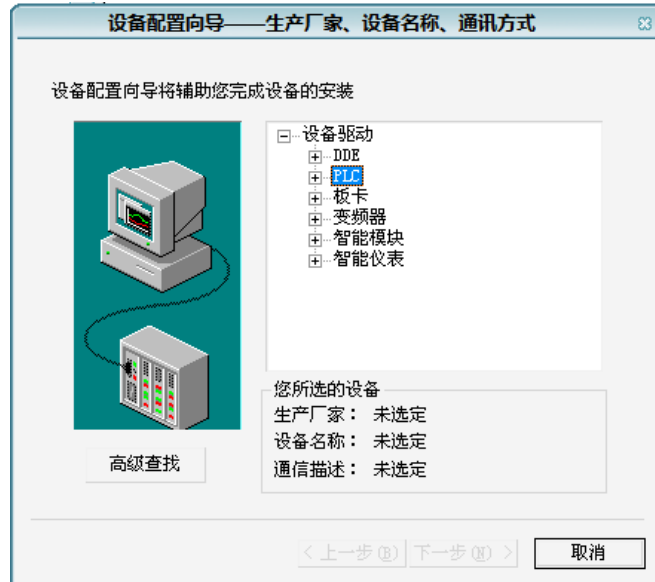 设备配置向导——生产厂家、设备名称、通讯方式
设备配置向导将辅助您完成设备的安装
设备驱动
DDE
PLC
板卡
变频器
智能模块
智能仪表
您所选的设备
生产厂家： 未选定
设备名称： 未选定
通信描述： 未选定
高级查找
< 上一步(B) 下一步(N) > 取消